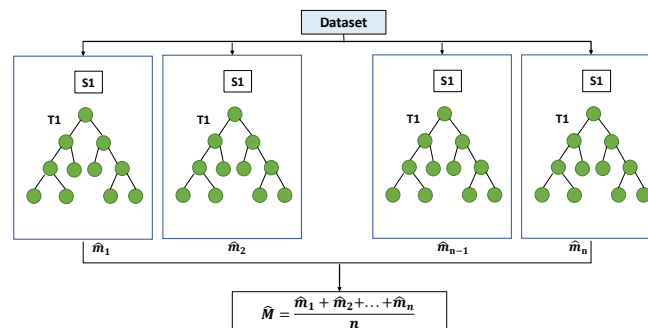 Dataset
S1 S1 S1 S1
T1 T1 T1 T1
m̂₁ m̂₂ m̂ₙ₋₁ m̂ₙ
M̂ = (m̂₁ + m̂₂+...+ m̂ₙ) / n